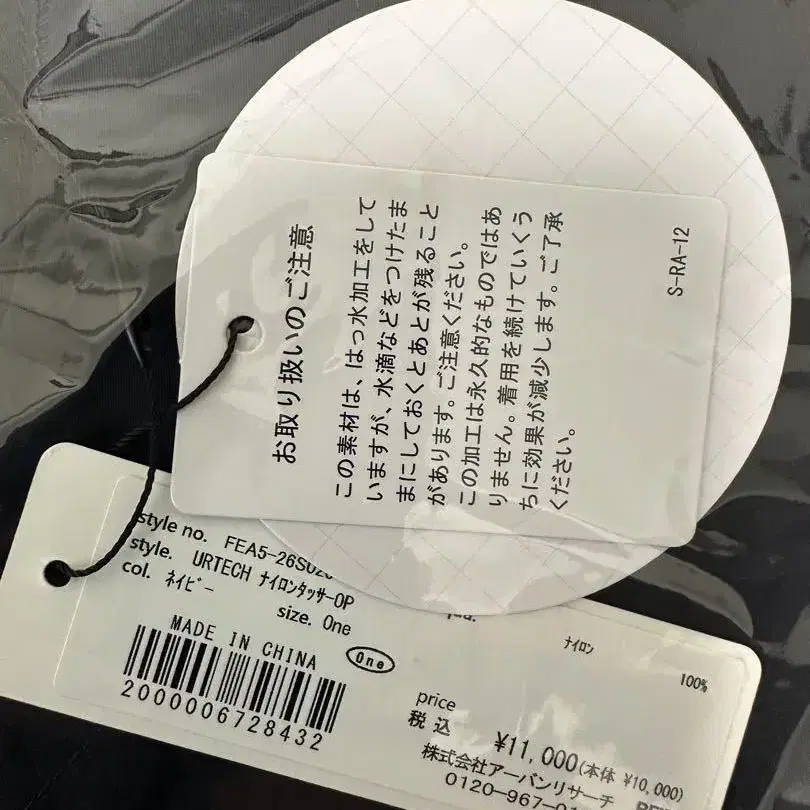 お取り扱いのご注意
この素材は、はっ水加工をして
いますが、水滴などをつけたま
まにしておくとあとが残ること
があります。ご注意ください。
この加工は永久的なものではあ
りません。着用を続けていくう
ちに効果が減少します。ご了承
ください。
S-RA-12
style no. FEA5-26S02
style. URTECH ナイロンタッサーOP
col. ネイビー
size. One
MADE IN CHINA
One
2000006728432
ナイロン 100%
price
税込 ¥11,000(本体 ¥10,000)
株式会社アーバンリサーチ
0120-967-0